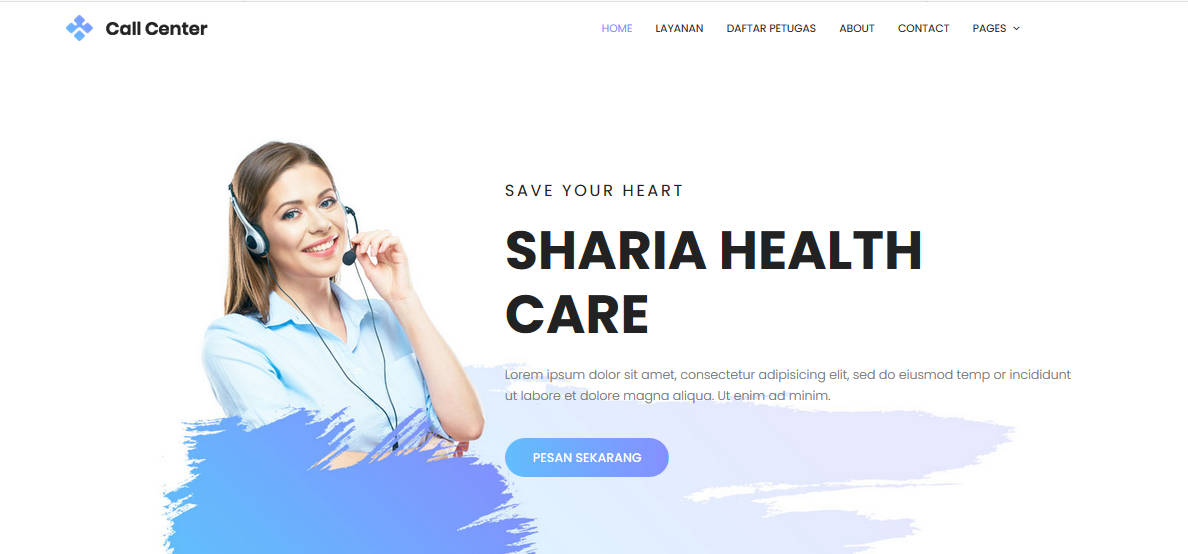 Call Center
HOME
LAYANAN
DAFTAR PETUGAS
ABOUT
CONTACT
PAGES
SAVE YOUR HEART
SHARIA HEALTH
CARE
Lorem ipsum dolor sit amet, consectetur adipisicing elit, sed do eiusmod temp or incididunt
ut labore et dolore magna aliqua. Ut enim ad minim.
PESAN SEKARANG